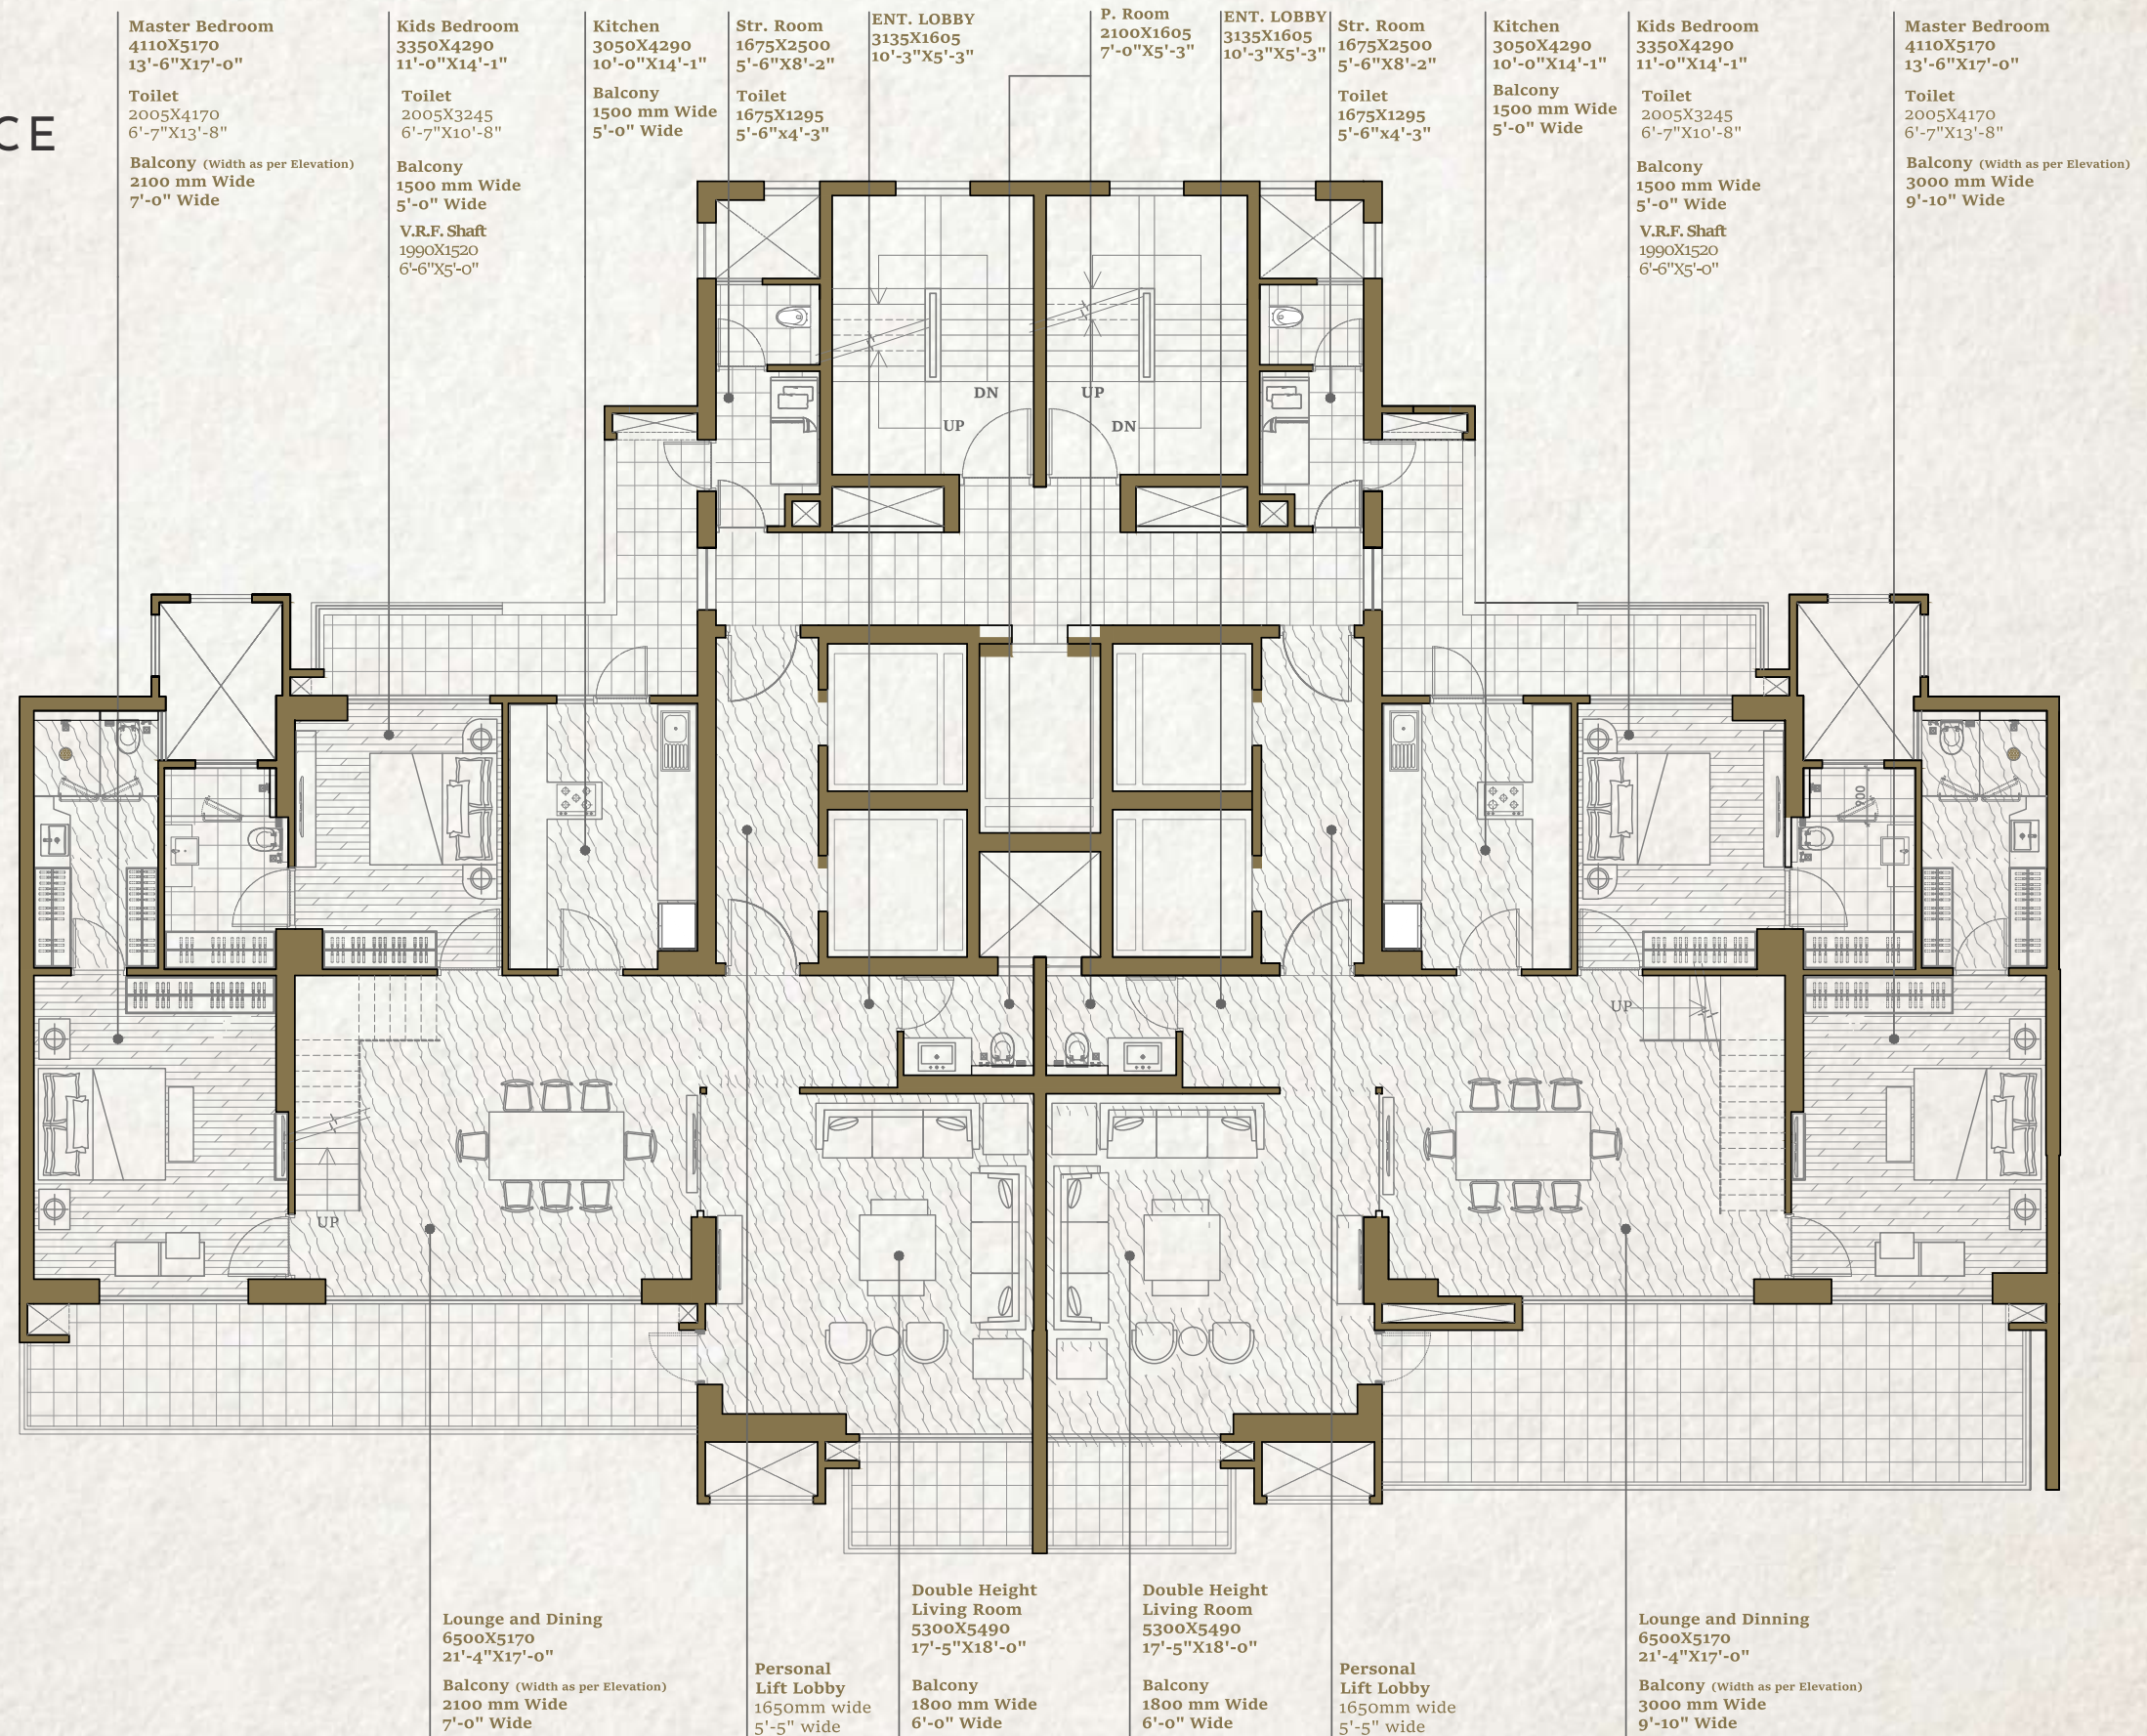 CE
Master Bedroom
4110X5170
13'-6"X17'-0"
Toilet
2005X4170
6'-7"X13'-8"
Balcony (Width as per Elevation)
2100 mm Wide
7'-0" Wide
Kids Bedroom
3350X4290
11'-0"X14'-1"
Toilet
2005X3245
6'-7"X10'-8"
Balcony
1500 mm Wide
5'-0" Wide
V.R.F. Shaft
1990X1520
6'-6"X5'-0"
Kitchen
3050X4290
10'-0"X14'-1"
Balcony
1500 mm Wide
5'-0" Wide
Str. Room
1675X2500
5'-6"X8'-2"
Toilet
1675X1295
5'-6"x4'-3"
ENT. LOBBY
3135X1605
10'-3"X5'-3"
P. Room
2100X1605
7'-0"X5'-3"
ENT. LOBBY
3135X1605
10'-3"X5'-3"
Str. Room
1675X2500
5'-6"X8'-2"
Toilet
1675X1295
5'-6"x4'-3"
Kitchen
3050X4290
10'-0"X14'-1"
Balcony
1500 mm Wide
5'-0" Wide
Kids Bedroom
3350X4290
11'-0"X14'-1"
Toilet
2005X3245
6'-7"X10'-8"
Balcony
1500 mm Wide
5'-0" Wide
V.R.F. Shaft
1990X1520
6'-6"X5'-0"
Master Bedroom
4110X5170
13'-6"X17'-0"
Toilet
2005X4170
6'-7"X13'-8"
Balcony (Width as per Elevation)
3000 mm Wide
9'-10" Wide
DN
UP
UP
DN
900
UP
UP
Lounge and Dining
6500X5170
21'-4"X17'-0"
Balcony (Width as per Elevation)
2100 mm Wide
7'-0" Wide
Personal
Lift Lobby
1650mm wide
5'-5" wide
Double Height
Living Room
5300X5490
17'-5"X18'-0"
Balcony
1800 mm Wide
6'-0" Wide
Double Height
Living Room
5300X5490
17'-5"X18'-0"
Balcony
1800 mm Wide
6'-0" Wide
Personal
Lift Lobby
1650mm wide
5'-5" wide
Lounge and Dinning
6500X5170
21'-4"X17'-0"
Balcony (Width as per Elevation)
3000 mm Wide
9'-10" Wide